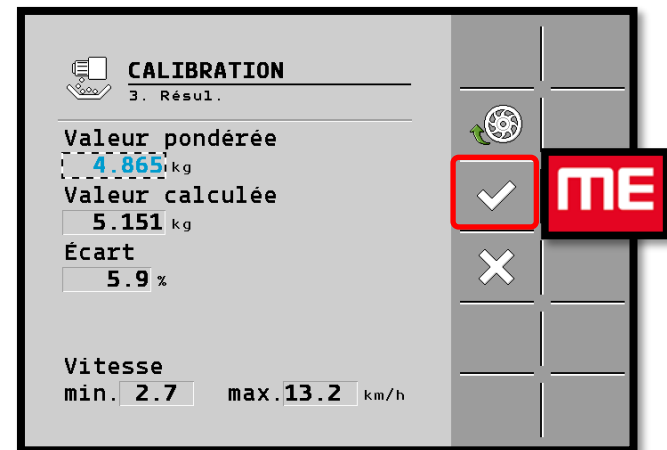 CALIBRATION
3. Résul.
Valeur pondérée
4.865 kg
Valeur calculée
5.151 kg
Écart
5.9 %
Vitesse
min. 2.7 max. 13.2 km/h
ME